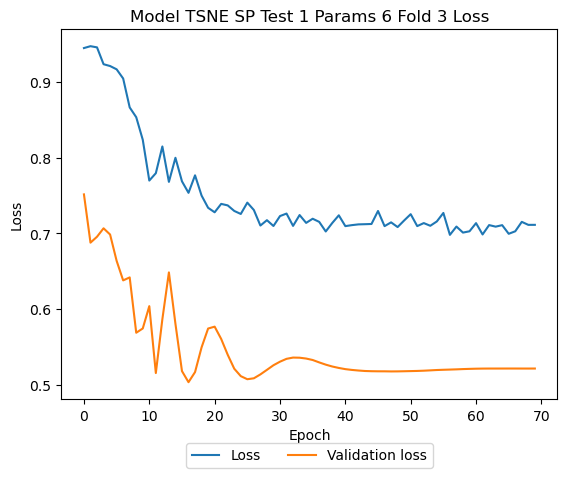 Model TSNE SP Test 1 Params 6 Fold 3 Loss
Loss
0.9
0.8
0.7
0.6
0.5
0 10 20 30 40 50 60 70
Epoch
Loss Validation loss